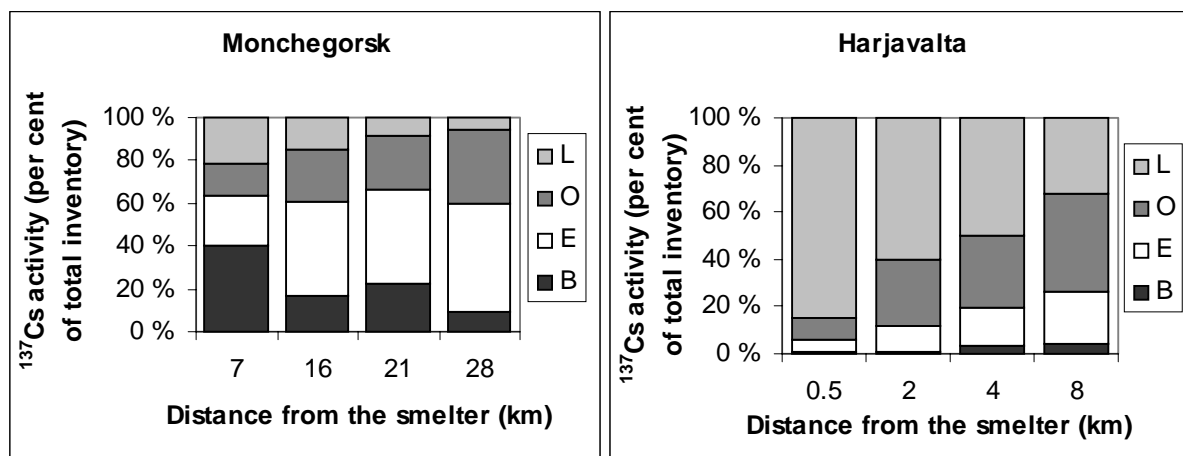 Monchegorsk
¹³⁷Cs activity (per cent
of total inventory)
100 %
80 %
60 %
40 %
20 %
0 %
7 16 21 28
Distance from the smelter (km)
L
O
E
B
Harjavalta
¹³⁷Cs activity (per cent
of total inventory)
100 %
80 %
60 %
40 %
20 %
0 %
0.5 2 4 8
Distance from the smelter (km)
L
O
E
B